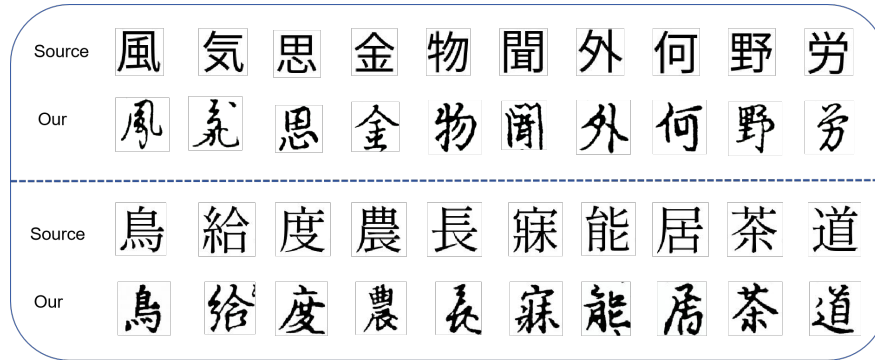 Source 風 気 思 金 物 聞 外 何 野 労
Our 風 気 思 金 物 聞 外 何 野 労
Source 鳥 給 度 農 長 寐 能 居 茶 道
Our 鳥 給 度 農 長 寐 能 居 茶 道